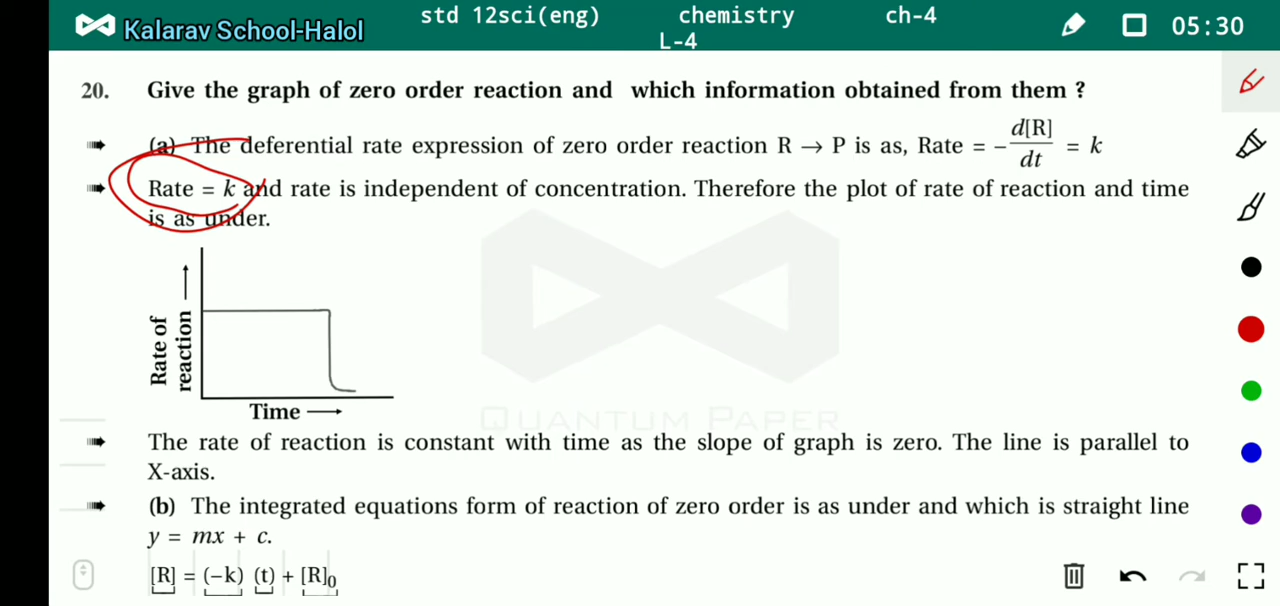 std 12sci(eng) chemistry ch-4
Kalarav School-Halol L-4 05:30
20. Give the graph of zero order reaction and which information obtained from them ?
(a) The deferential rate expression of zero order reaction R → P is as, Rate = −d[R]/dt = k
Rate = k and rate is independent of concentration. Therefore the plot of rate of reaction and time
is as under.
Rate of
reaction
Time
QUANTUM PAPER
The rate of reaction is constant with time as the slope of graph is zero. The line is parallel to
X-axis.
(b) The integrated equations form of reaction of zero order is as under and which is straight line
y = mx + c.
[R] = (−k) (t) + [R]₀